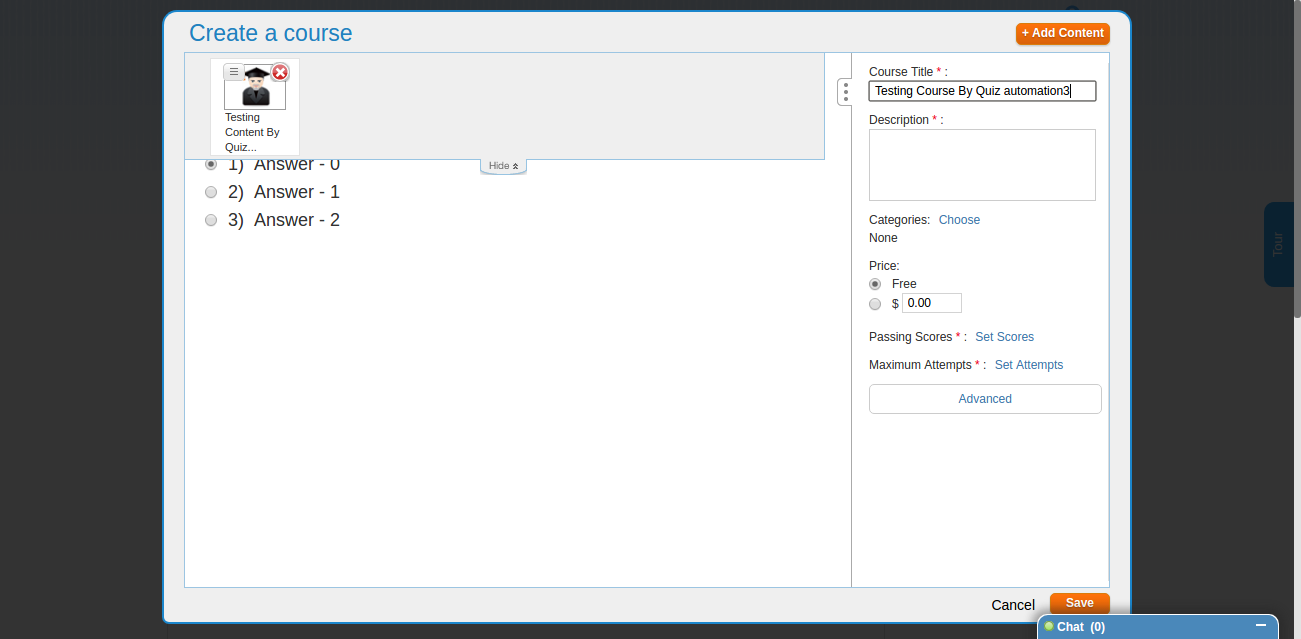 Create a course
+ Add Content
Testing
Content By
Quiz...
Hide
1) Answer - 0
2) Answer - 1
3) Answer - 2
Course Title * :
Testing Course By Quiz automation3
Description * :
Categories: Choose
None
Price:
Free
$ 0.00
Passing Scores * : Set Scores
Maximum Attempts * : Set Attempts
Advanced
Tour
Cancel
Save
Chat (0)